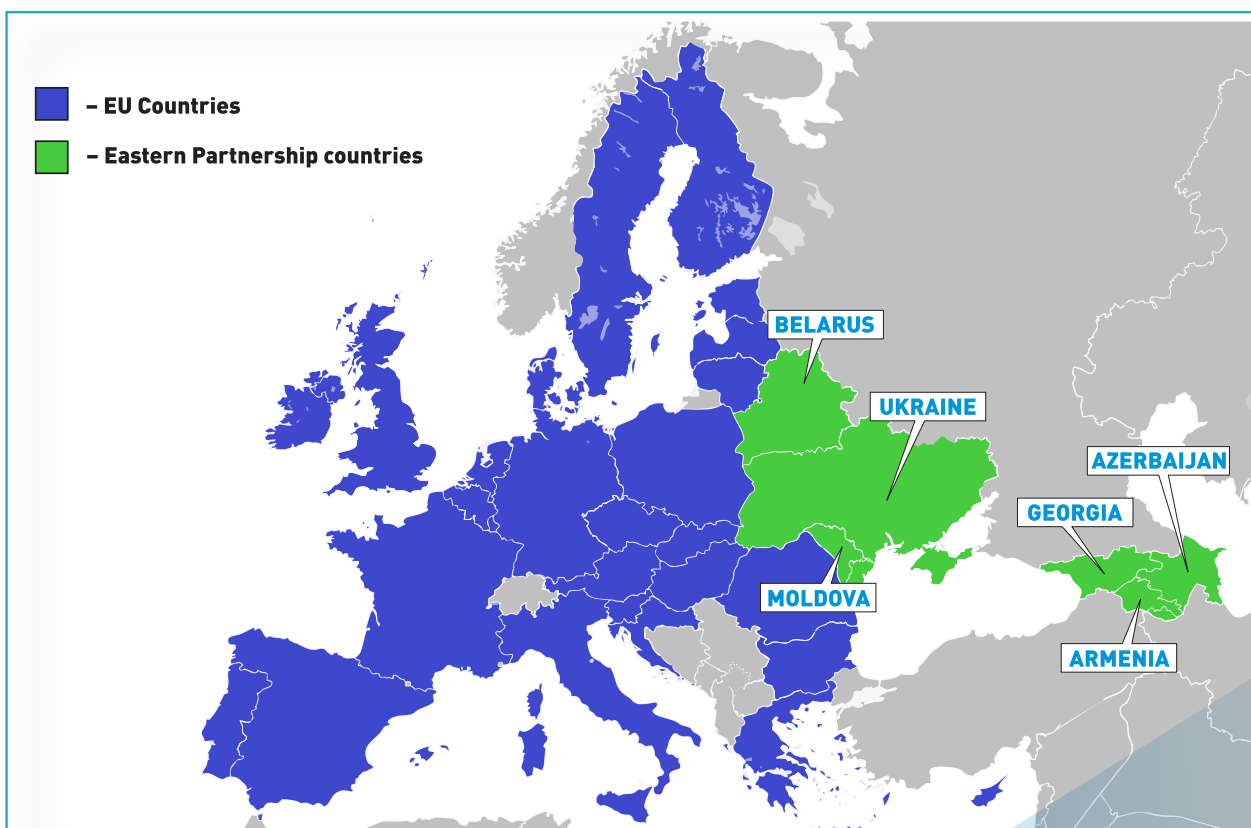 – EU Countries
– Eastern Partnership countries
BELARUS
UKRAINE
AZERBAIJAN
GEORGIA
MOLDOVA
ARMENIA